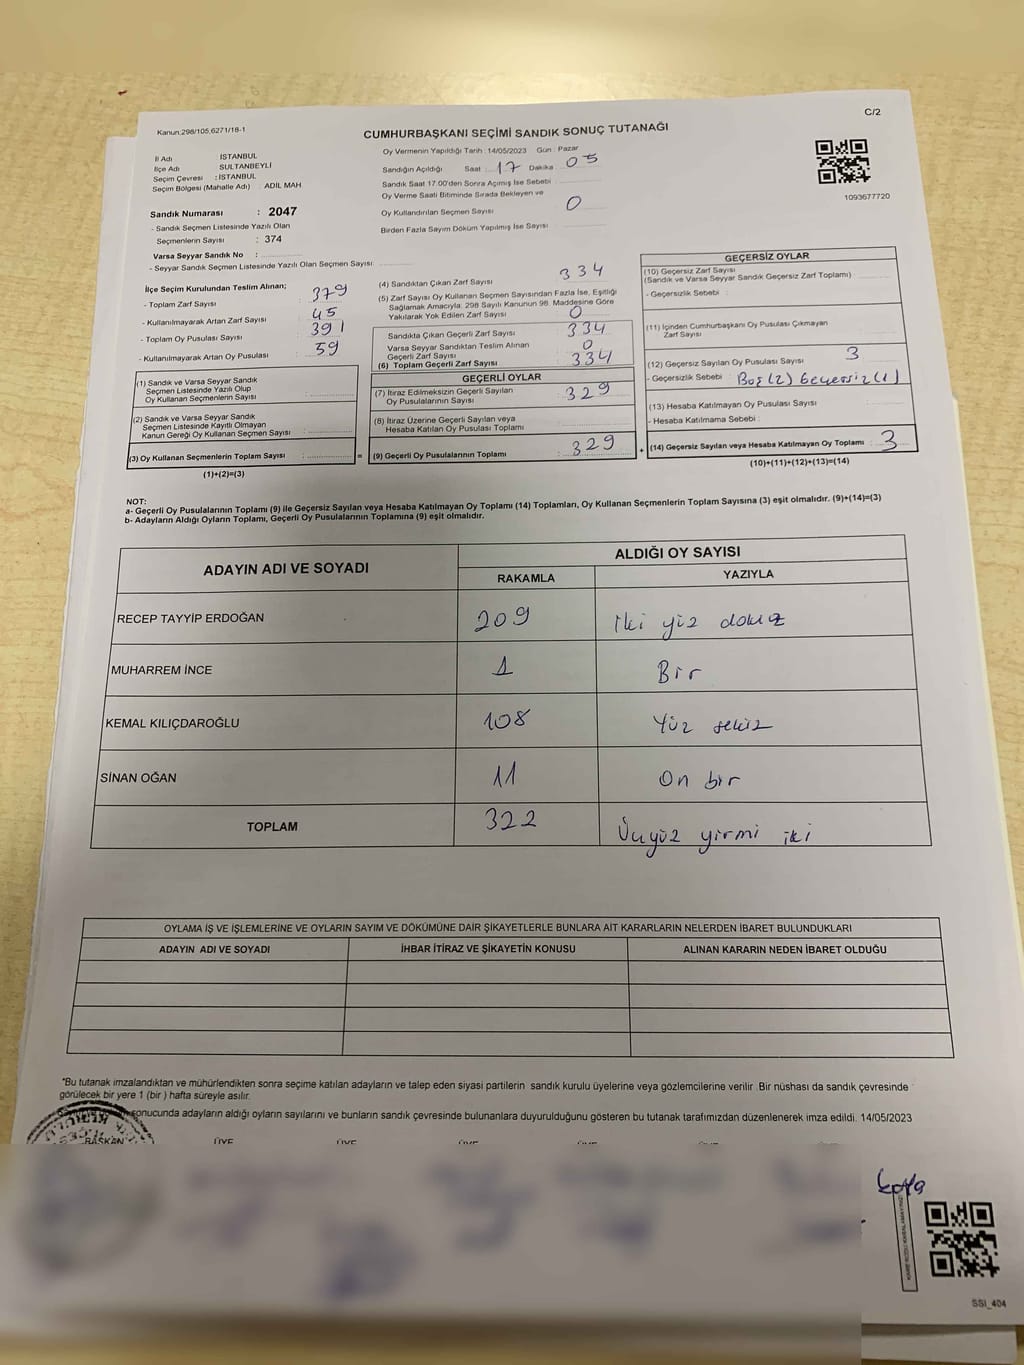 C/2
Kanun:298/105,6271/18-1
CUMHURBAŞKANI SEÇİMİ SANDIK SONUÇ TUTANAĞI
İl Adı İSTANBUL
İlçe Adı SULTANBEYLİ
Seçim Çevresi : İSTANBUL
Seçim Bölgesi (Mahalle Adı) : ADİL MAH
Sandık Numarası : 2047
- Sandık Seçmen Listesinde Yazılı Olan
Seçmenlerin Sayısı : 374
Varsa Seyyar Sandık No :
- Seyyar Sandık Seçmen Listesinde Yazılı Olan Seçmen Sayısı:
Oy Vermenin Yapıldığı Tarih : 14/05/2023 Gün : Pazar
Sandığın Açıldığı Saat : 17 Dakika : 05
Sandık Saat 17.00'den Sonra Açımış İse Sebebi
Oy Verme Saati Bitiminde Sırada Bekleyen ve
Oy Kullandırılan Seçmen Sayısı 0
Birden Fazla Sayım Döküm Yapılmış İse Sayısı
1093677720
İlçe Seçim Kurulundan Teslim Alınan;
- Toplam Zarf Sayısı : 379
- Kullanılmayarak Artan Zarf Sayısı : 45
- Toplam Oy Pusulası Sayısı : 391
- Kullanılmayarak Artan Oy Pusulası : 59
(1) Sandık ve Varsa Seyyar Sandık
Seçmen Listesinde Yazılı Olup
Oy Kullanan Seçmenlerin Sayısı :
(2) Sandık ve Varsa Seyyar Sandık
Seçmen Listesinde Kayıtlı Olmayan
Kanun Gereği Oy Kullanan Seçmen Sayısı :
(3) Oy Kullanan Seçmenlerin Toplam Sayısı : =
(1)+(2)=(3)
(4) Sandıktan Çıkan Zarf Sayısı 334
(5) Zarf Sayısı Oy Kullanan Seçmen Sayısından Fazla İse, Eşitliği
Sağlamak Amacıyla; 298 Sayılı Kanunun 98. Maddesine Göre
Yakılarak Yok Edilen Zarf Sayısı 0
Sandıkta Çıkan Geçerli Zarf Sayısı : 334
Varsa Seyyar Sandıktan Teslim Alınan
Geçerli Zarf Sayısı : 0
(6) Toplam Geçerli Zarf Sayısı : 334
GEÇERLİ OYLAR
(7) İtiraz Edilmeksizin Geçerli Sayılan
Oy Pusulalarının Sayısı : 329
(8) İtiraz Üzerine Geçerli Sayılan veya
Hesaba Katılan Oy Pusulası Toplamı
(9) Geçerli Oy Pusulalarının Toplamı : 329 +
GEÇERSİZ OYLAR
(10) Geçersiz Zarf Sayısı
(Sandık ve Varsa Seyyar Sandık Geçersiz Zarf Toplamı)
- Geçersizlik Sebebi :
(11) İçinden Cumhurbaşkanı Oy Pusulası Çıkmayan
Zarf Sayısı
(12) Geçersiz Sayılan Oy Pusulası Sayısı : 3
- Geçersizlik Sebebi : Boş (2) Geçersiz (1)
(13) Hesaba Katılmayan Oy Pusulası Sayısı
- Hesaba Katılmama Sebebi :
(14) Geçersiz Sayılan veya Hesaba Katılmayan Oy Toplamı : 3
(10)+(11)+(12)+(13)=(14)
NOT:
a- Geçerli Oy Pusulalarının Toplamı (9) ile Geçersiz Sayılan veya Hesaba Katılmayan Oy Toplamı (14) Toplamları, Oy Kullanan Seçmenlerin Toplam Sayısına (3) eşit olmalıdır. (9)+(14)=(3)
b- Adayların Aldığı Oyların Toplamı, Geçerli Oy Pusulalarının Toplamına (9) eşit olmalıdır.
ADAYIN ADI VE SOYADI
ALDIĞI OY SAYISI
RAKAMLA YAZIYLA
RECEP TAYYİP ERDOĞAN 209 İki yüz dokuz
MUHARREM İNCE 1 Bir
KEMAL KILIÇDAROĞLU 108 Yüz sekiz
SİNAN OĞAN 11 On bir
TOPLAM 322 Üçyüz yirmi iki
OYLAMA İŞ VE İŞLEMLERİNE VE OYLARIN SAYIM VE DÖKÜMÜNE DAİR ŞİKAYETLERLE BUNLARA AİT KARARLARIN NELERDEN İBARET BULUNDUKLARI
ADAYIN ADI VE SOYADI İHBAR İTİRAZ VE ŞİKAYETİN KONUSU ALINAN KARARIN NEDEN İBARET OLDUĞU
"Bu tutanak imzalandıktan ve mühürlendikten sonra seçime katılan adayların ve talep eden siyasi partilerin sandık kurulu üyelerine veya gözlemcilerine verilir .Bir nüshası da sandık çevresinde
görülecek bir yere 1 (bir ) hafta süreyle asılır.
sonucunda adayların aldığı oyların sayılarını ve bunların sandık çevresinde bulunanlara duyurulduğunu gösteren bu tutanak tarafımızdan düzenlenerek imza edildi. 14/05/2023
BAŞKAN ÜYE ÜYE ÜYE ÜYE ÜYE ÜYE
SSI_404